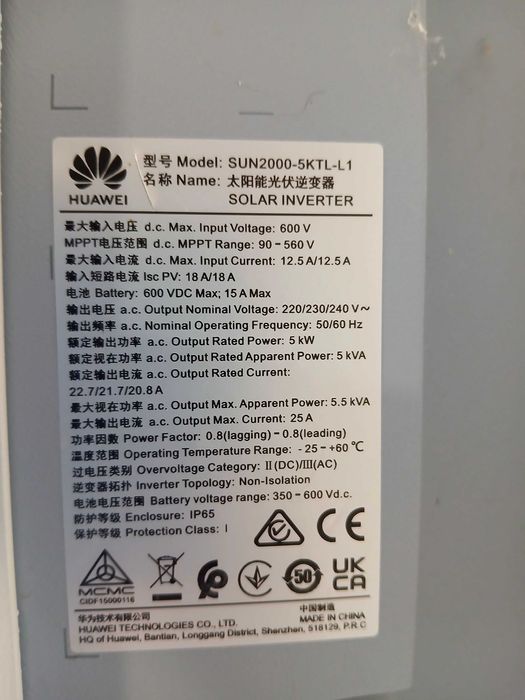 HUAWEI
型号 Model: SUN2000-5KTL-L1
名称 Name: 太阳能光伏逆变器
SOLAR INVERTER
最大输入电压 d.c. Max. Input Voltage: 600 V
MPPT电压范围 d.c. MPPT Range: 90 – 560 V
最大输入电流 d.c. Max. Input Current: 12.5 A/12.5 A
输入短路电流 Isc PV: 18 A/18 A
电池 Battery: 600 VDC Max; 15 A Max
输出电压 a.c. Output Nominal Voltage: 220/230/240 V~
输出频率 a.c. Nominal Operating Frequency: 50/60 Hz
额定输出功率 a.c. Output Rated Power: 5 kW
额定视在功率 a.c. Output Rated Apparent Power: 5 kVA
额定输出电流 a.c. Output Rated Current:
22.7/21.7/20.8 A
最大视在功率 a.c. Output Max. Apparent Power: 5.5 kVA
最大输出电流 a.c. Output Max. Current: 25 A
功率因数 Power Factor: 0.8(lagging) – 0.8(leading)
温度范围 Operating Temperature Range: - 25 – +60 ℃
过电压类别 Overvoltage Category: Ⅱ(DC)/Ⅲ(AC)
逆变器拓扑 Inverter Topology: Non-Isolation
电池电压范围 Battery voltage range: 350 – 600 Vd.c.
防护等级 Enclosure: IP65
保护等级 Protection Class: Ⅰ
CE
MCMC
CIDF15000116
50
UK
CA
华为技术有限公司
中国制造
HUAWEI TECHNOLOGIES CO., LTD.
MADE IN CHINA
HQ of Huawei, Bantian, Longgang District, Shenzhen, 518129, P.R.C